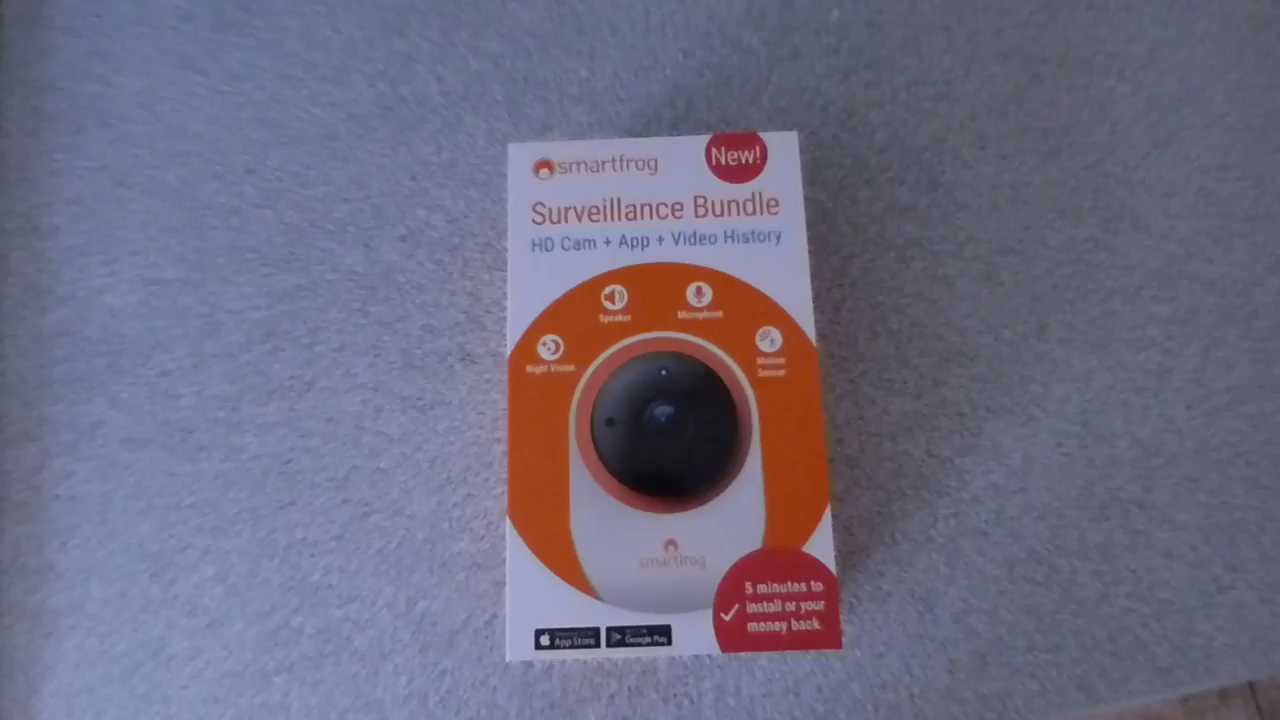 smartfrog
New!
Surveillance Bundle
HD Cam + App + Video History
Speaker
Microphone
Night Vision
Motion
Sensor
smartfrog
5 minutes to
install or your
money back.
App Store
Google Play